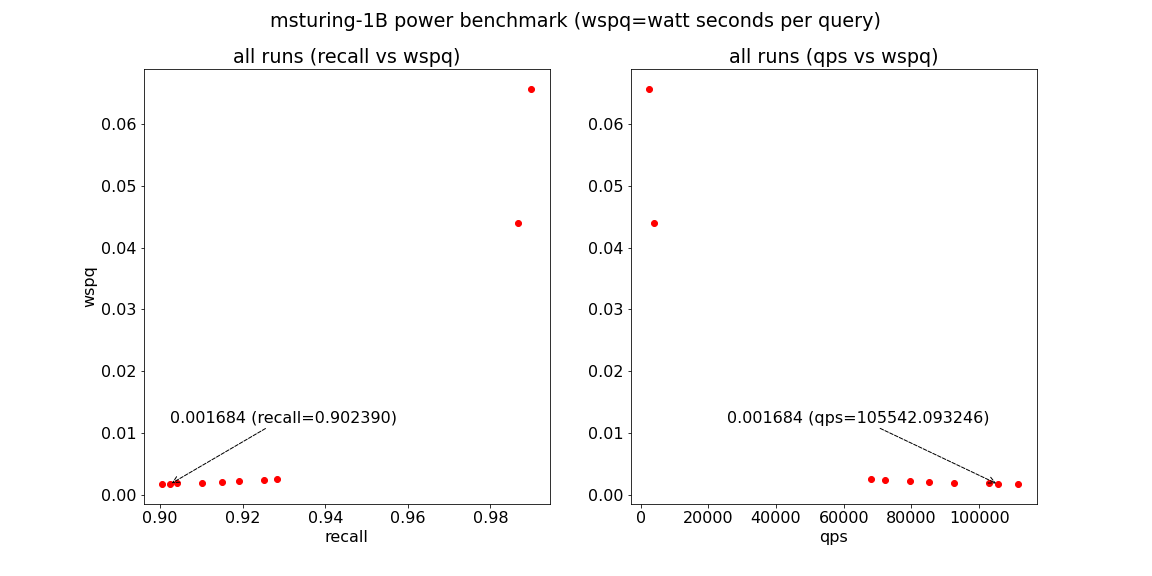 msturing-1B power benchmark (wspq=watt seconds per query)
all runs (recall vs wspq)
0.06
0.05
0.04
0.03
0.02
0.01
0.00
wspq
0.001684 (recall=0.902390)
0.90 0.92 0.94 0.96 0.98
recall
all runs (qps vs wspq)
0.06
0.05
0.04
0.03
0.02
0.01
0.00
0.001684 (qps=105542.093246)
0 20000 40000 60000 80000 100000
qps